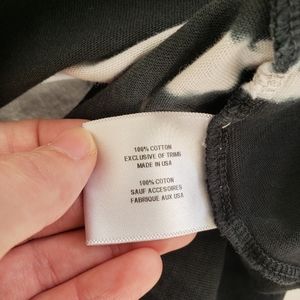 100% COTTON
EXCLUSIVE OF TRIMS
MADE IN USA
100% COTON
SAUF ACCESOIRES
FABRIQUE AUX USA